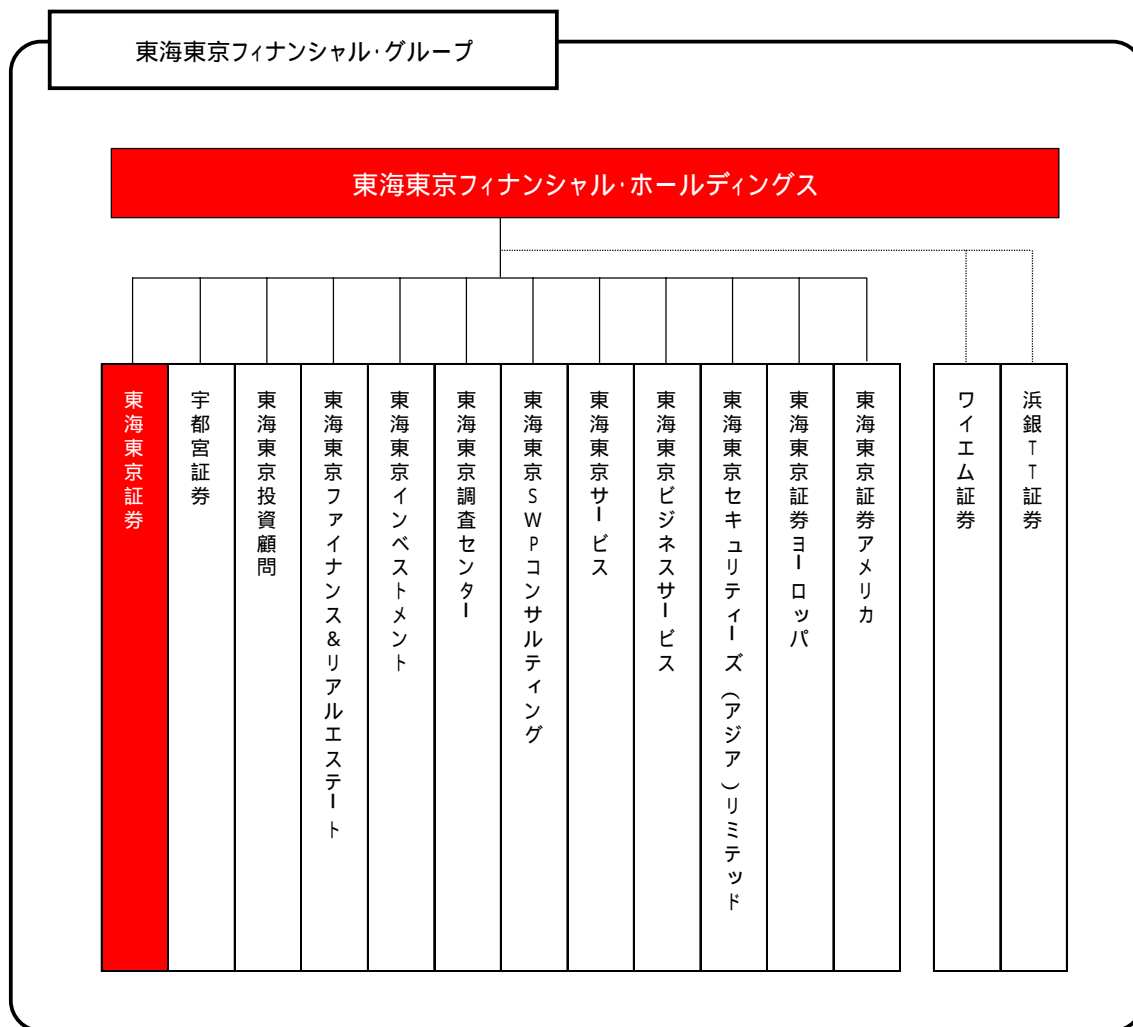 東海東京フィナンシャル・グループ
東海東京フィナンシャル・ホールディングス
東海東京証券
宇都宮証券
東海東京投資顧問
東海東京ファイナンス&リアルエステート
東海東京インベストメント
東海東京調査センター
東海東京SWPコンサルティング
東海東京サービス
東海東京ビジネスサービス
東海東京セキュリティーズ(アジア)リミテッド
東海東京証券ヨーロッパ
東海東京証券アメリカ
ワイエム証券
浜銀TT証券